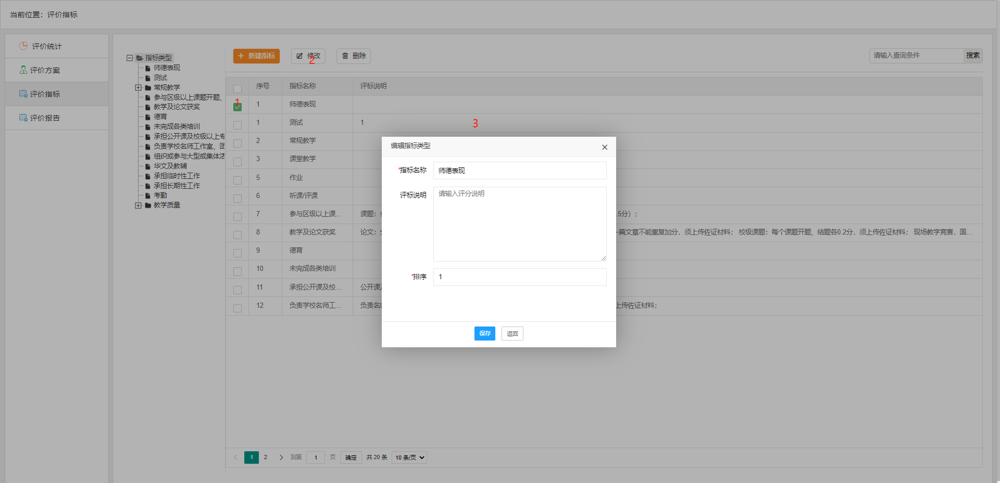 当前位置：评价指标
评价统计
评价方案
评价指标
评价报告
指标类型
师德表现
测试
常规教学
参与区级以上课题开题、
教学及论文获奖
德育
未完成各类培训
承担公开课及校级以上专
负责学校名师工作室、团
组织或参与大型或集体活
华文及教辅
承担临时性工作
承担长期性工作
考勤
教学质量
新建指标 修改 删除 请输入查询条件 搜索
2
序号 指标名称 评标说明
1
1 师德表现
1 测试 1
3
2 常规教学
3 课堂教学
5 作业
6 听课/评课
7 参与区级以上课... 课题： .5分）；
8 教学及论文获奖 论文： 一篇文章不能重复加分，须上传佐证材料； 校级课题：每个课题开题、结题各0.2分，须上传佐证材料； 现场教学竞赛，国...
9 德育
10 未完成各类培训
11 承担公开课及校... 公开课
12 负责学校名师工... 负责名 上传佐证材料；
编辑指标类型
*指标名称 师德表现
评标说明 请输入评分说明
*排序 1
保存 返回
1 2 到第 1 页 确定 共 20 条 10 条/页